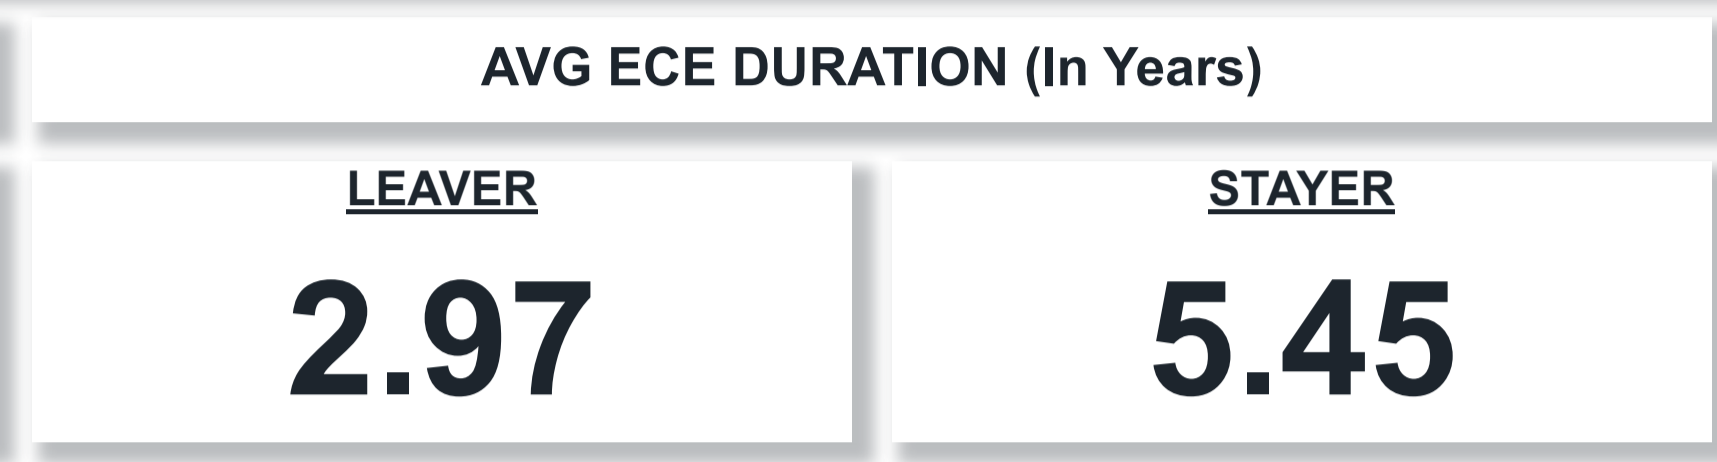 AVG ECE DURATION (In Years)
LEAVER
2.97
STAYER
5.45